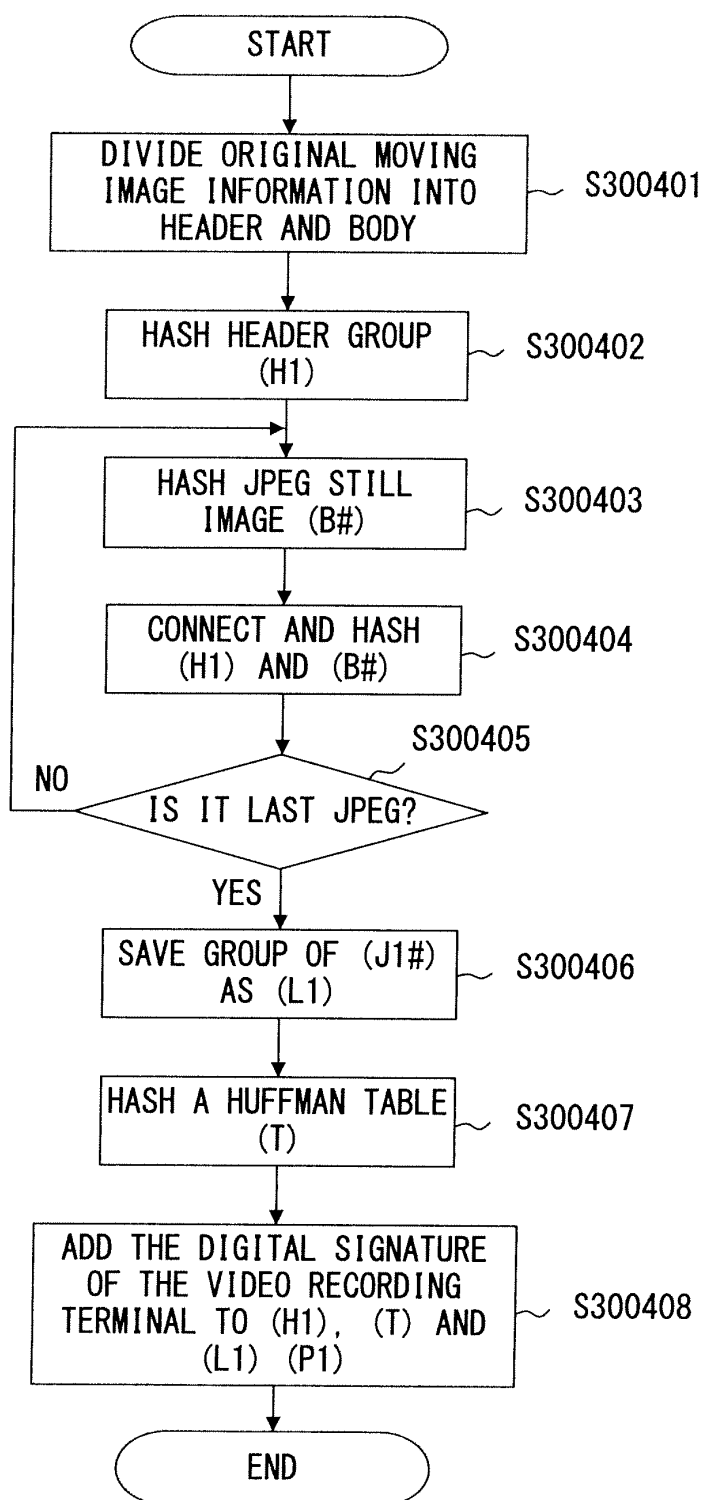 START
DIVIDE ORIGINAL MOVING
IMAGE INFORMATION INTO
HEADER AND BODY
S300401
HASH HEADER GROUP
(H1)
S300402
HASH JPEG STILL
IMAGE (B#)
S300403
CONNECT AND HASH
(H1) AND (B#)
S300404
S300405
NO
IS IT LAST JPEG?
YES
SAVE GROUP OF (J1#)
AS (L1)
S300406
HASH A HUFFMAN TABLE
(T)
S300407
ADD THE DIGITAL SIGNATURE
OF THE VIDEO RECORDING
TERMINAL TO (H1), (T) AND
(L1) (P1)
S300408
END